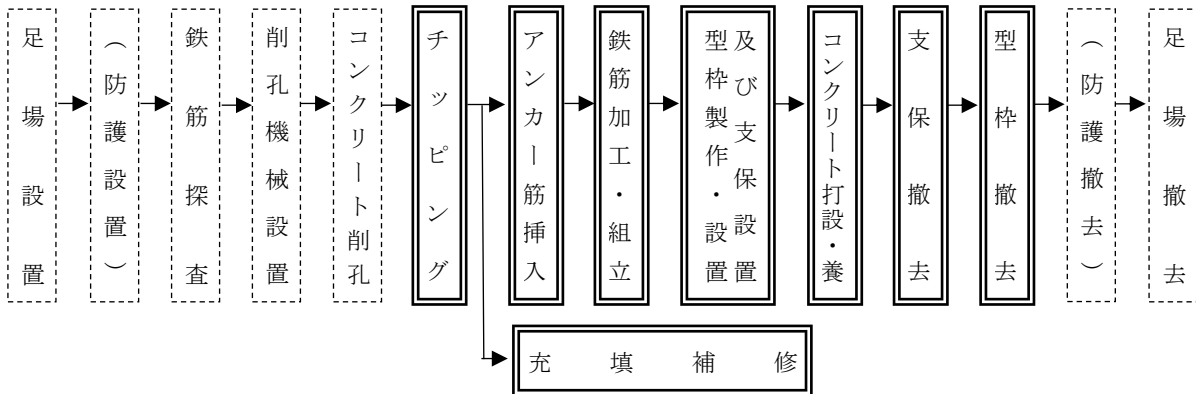 足場設置
（防護設置）
鉄筋探査
削孔機械設置
コンクリート削孔
チッピング
アンカー筋挿入
鉄筋加工・組立
型枠製作・設置
及び支保設置
コンクリート打設・養
支保撤去
型枠撤去
（防護撤去）
足場撤去
充填補修